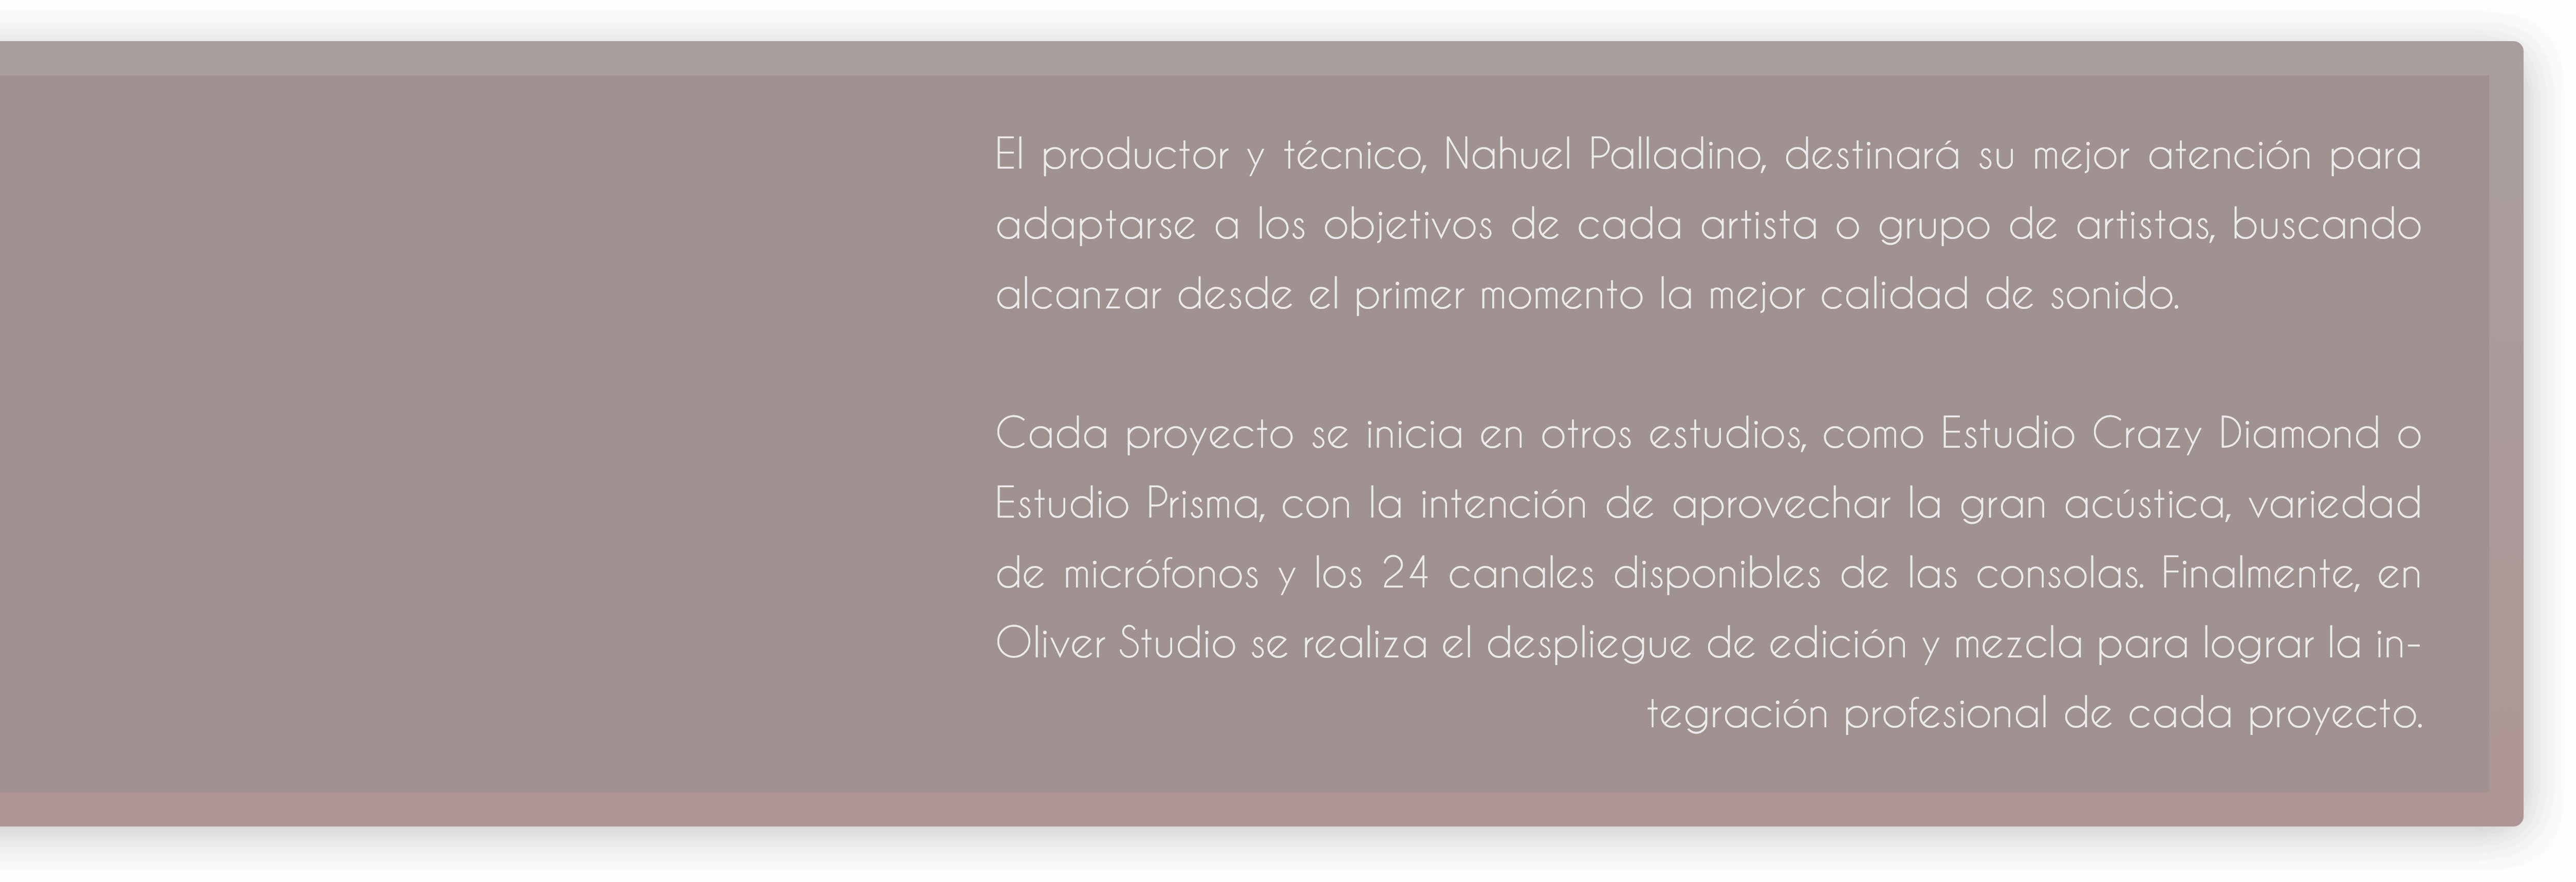 El productor y técnico, Nahuel Palladino, destinará su mejor atención para
adaptarse a los objetivos de cada artista o grupo de artistas, buscando
alcanzar desde el primer momento la mejor calidad de sonido.
Cada proyecto se inicia en otros estudios, como Estudio Crazy Diamond o
Estudio Prisma, con la intención de aprovechar la gran acústica, variedad
de micrófonos y los 24 canales disponibles de las consolas. Finalmente, en
Oliver Studio se realiza el despliegue de edición y mezcla para lograr la in-
tegración profesional de cada proyecto.